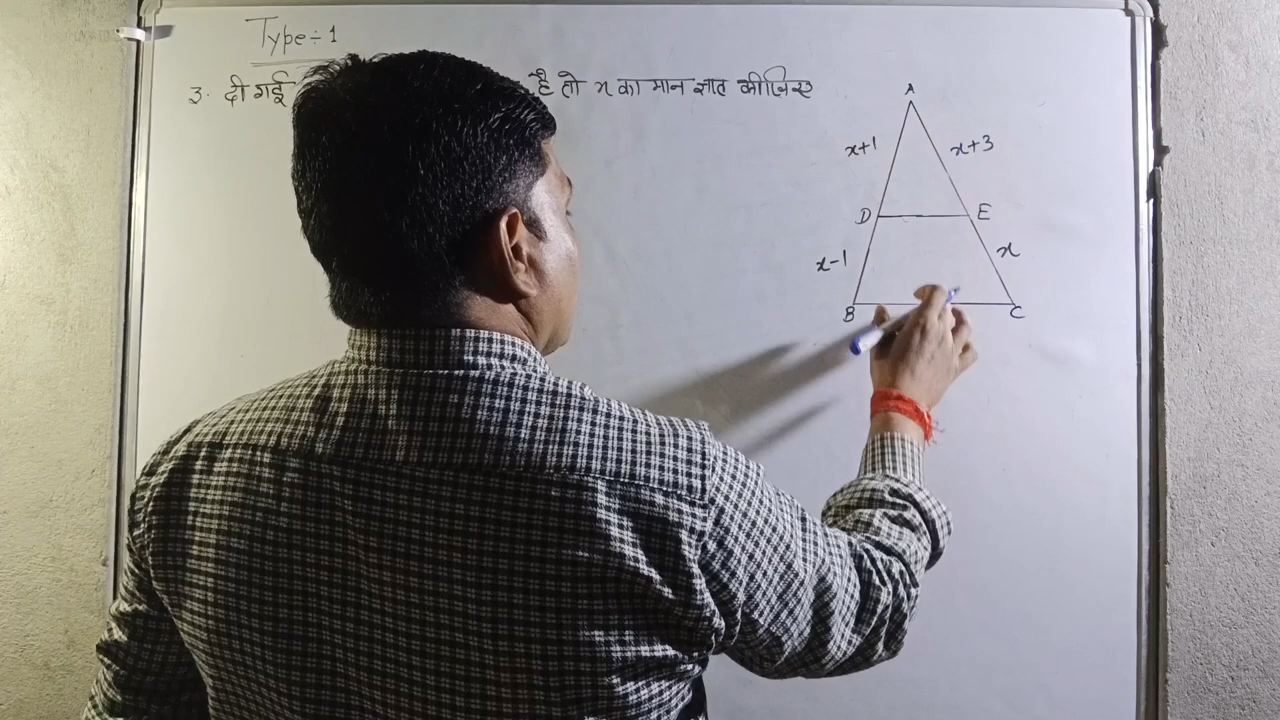 Type÷1
3. दी गई है तो x का मान ज्ञात कीजिए
A
x+1
x+3
D
E
x-1
x
B
C